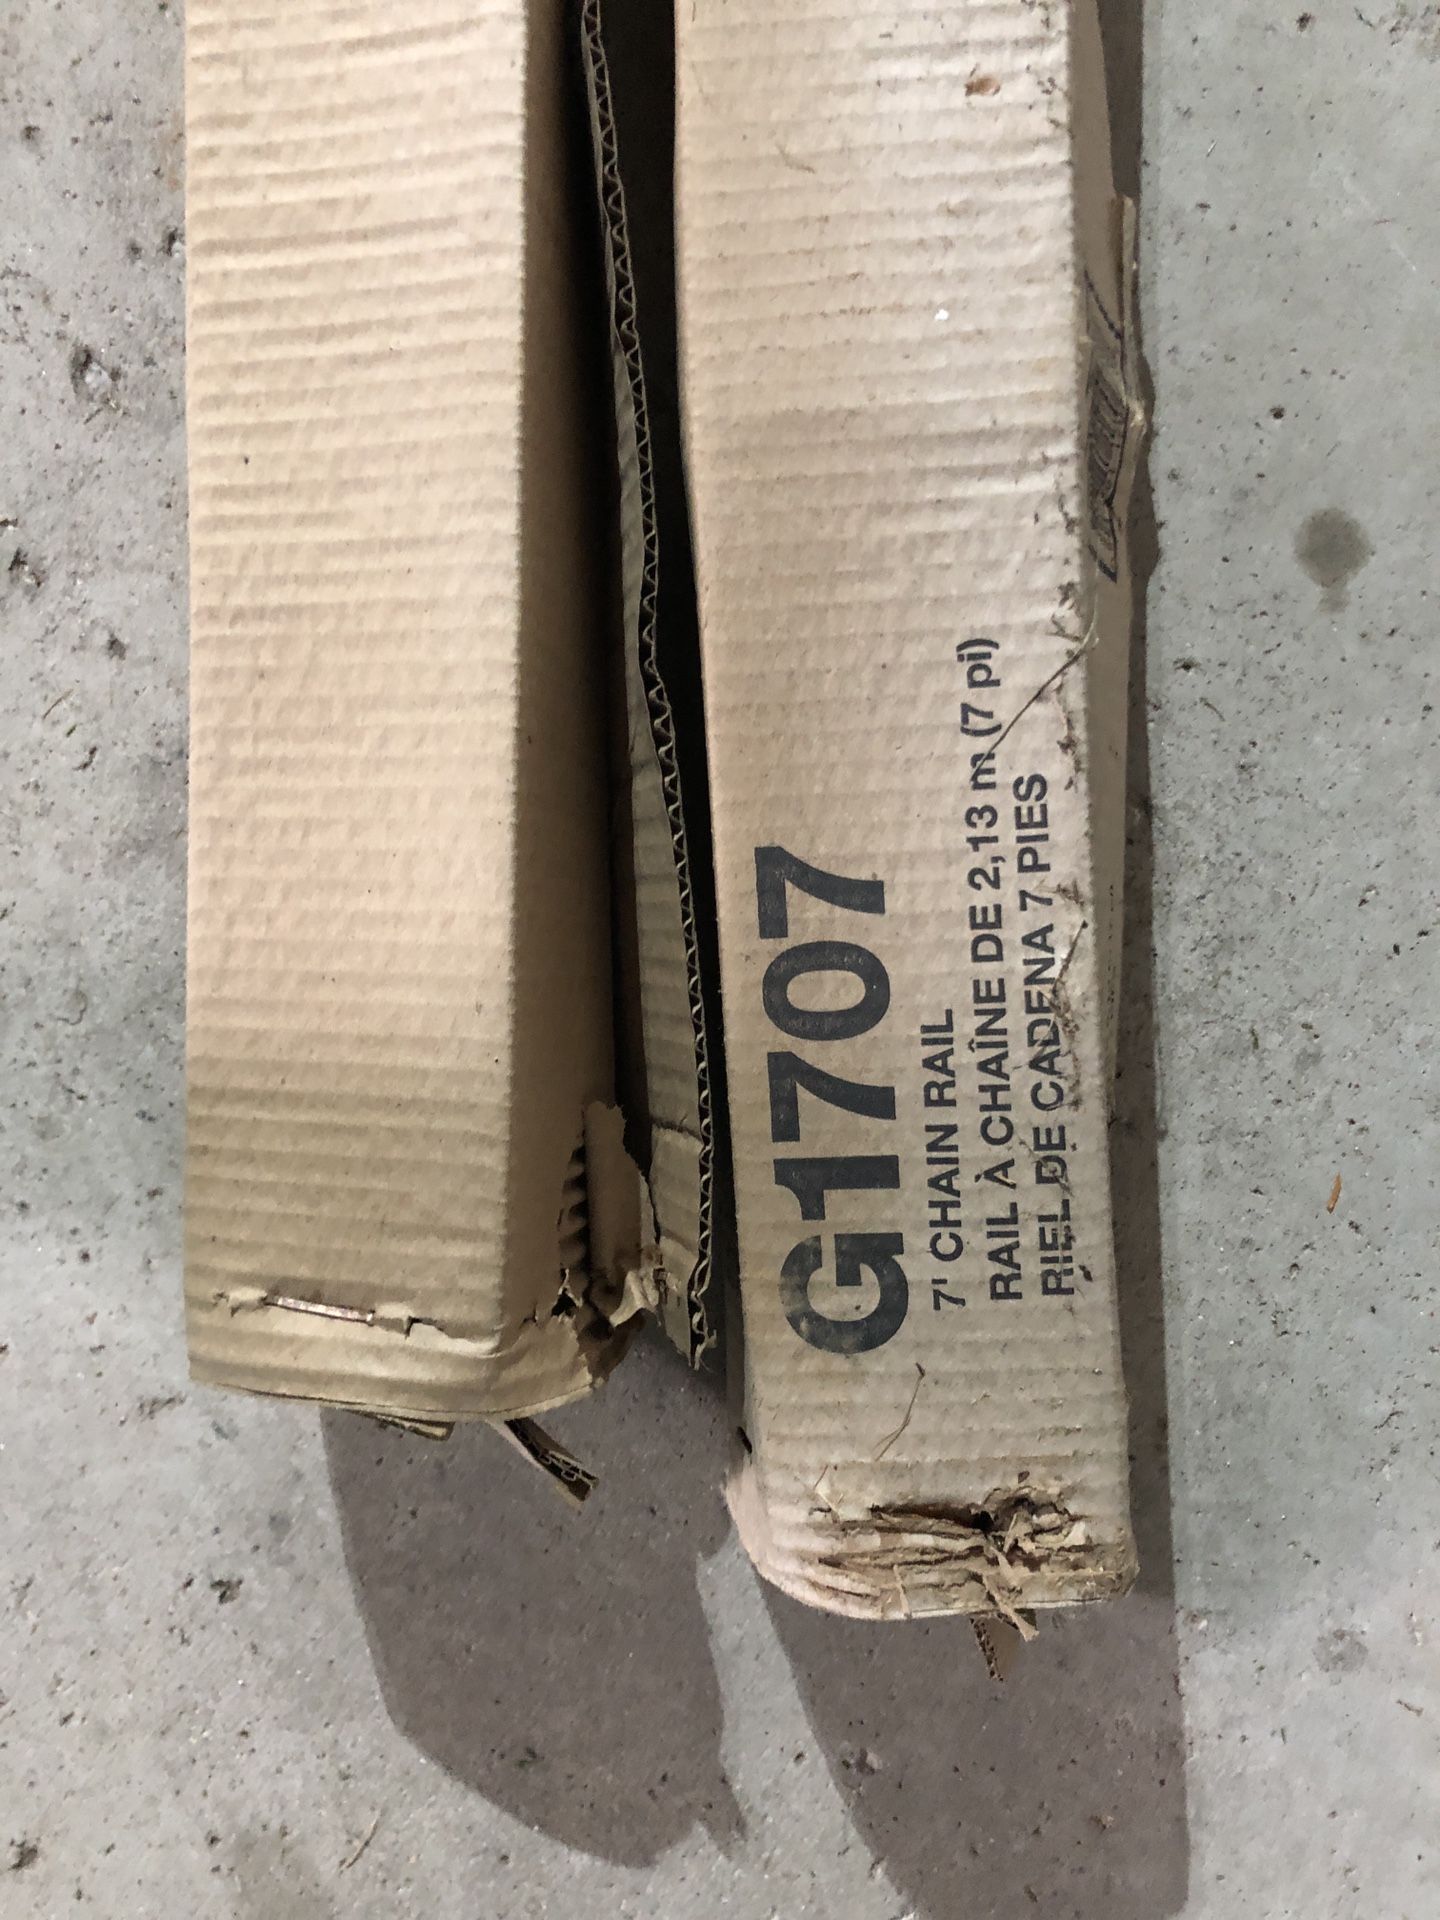 G1707
7' CHAIN RAIL
RAIL À CHAÎNE DE 2,13 m (7 pi)
RIEL DE CADENA 7 PIES